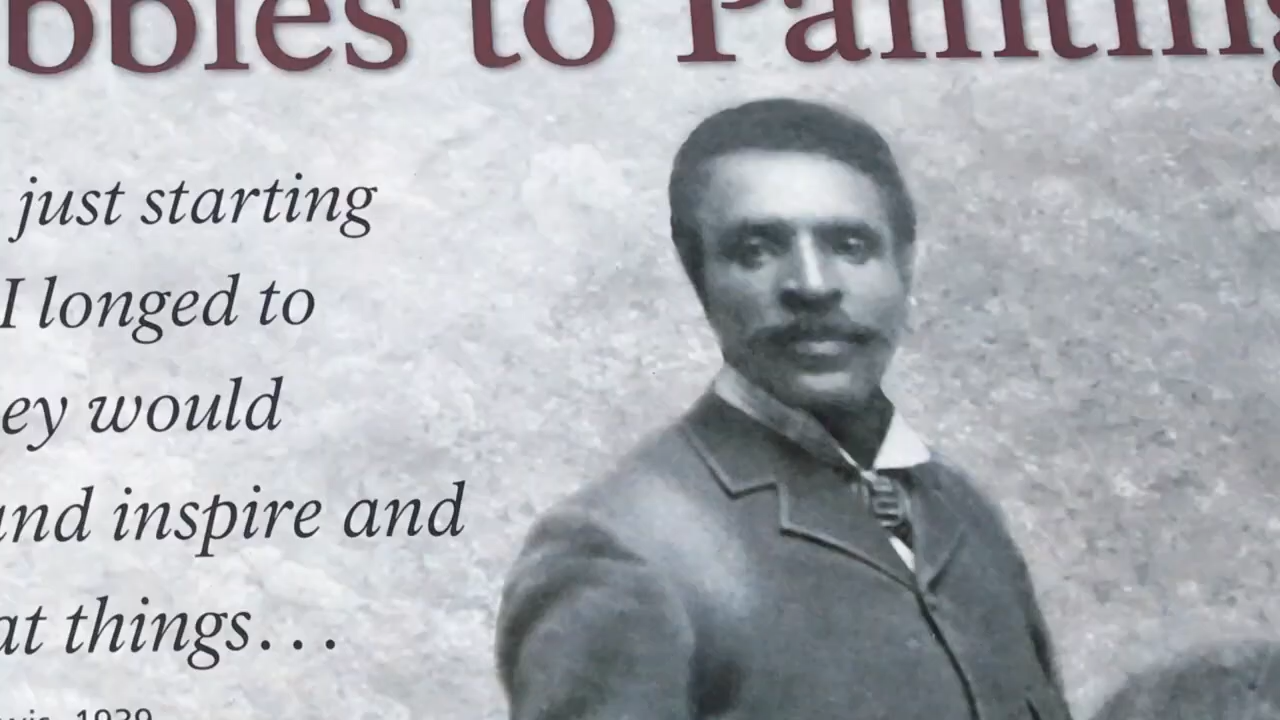 bbles to Painting
just starting
I longed to
ey would
and inspire and
at things...